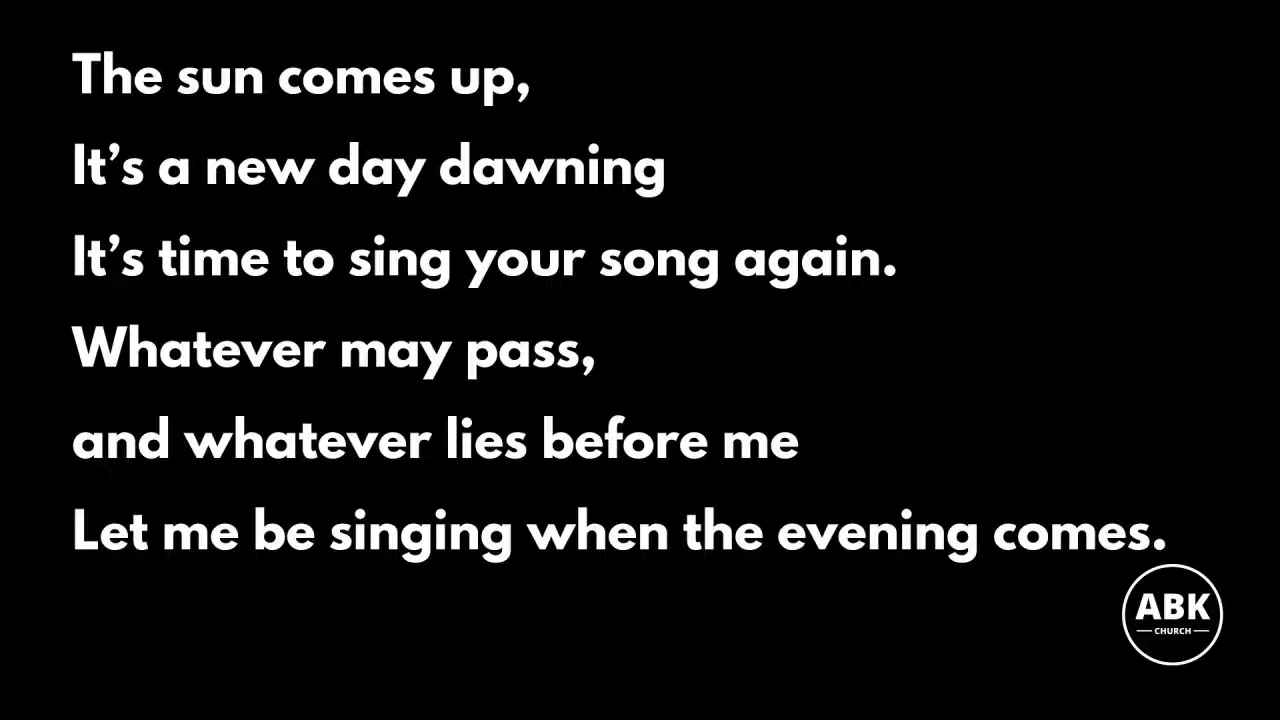 The sun comes up,
It’s a new day dawning
It’s time to sing your song again.
Whatever may pass,
and whatever lies before me
Let me be singing when the evening comes.
ABK
CHURCH